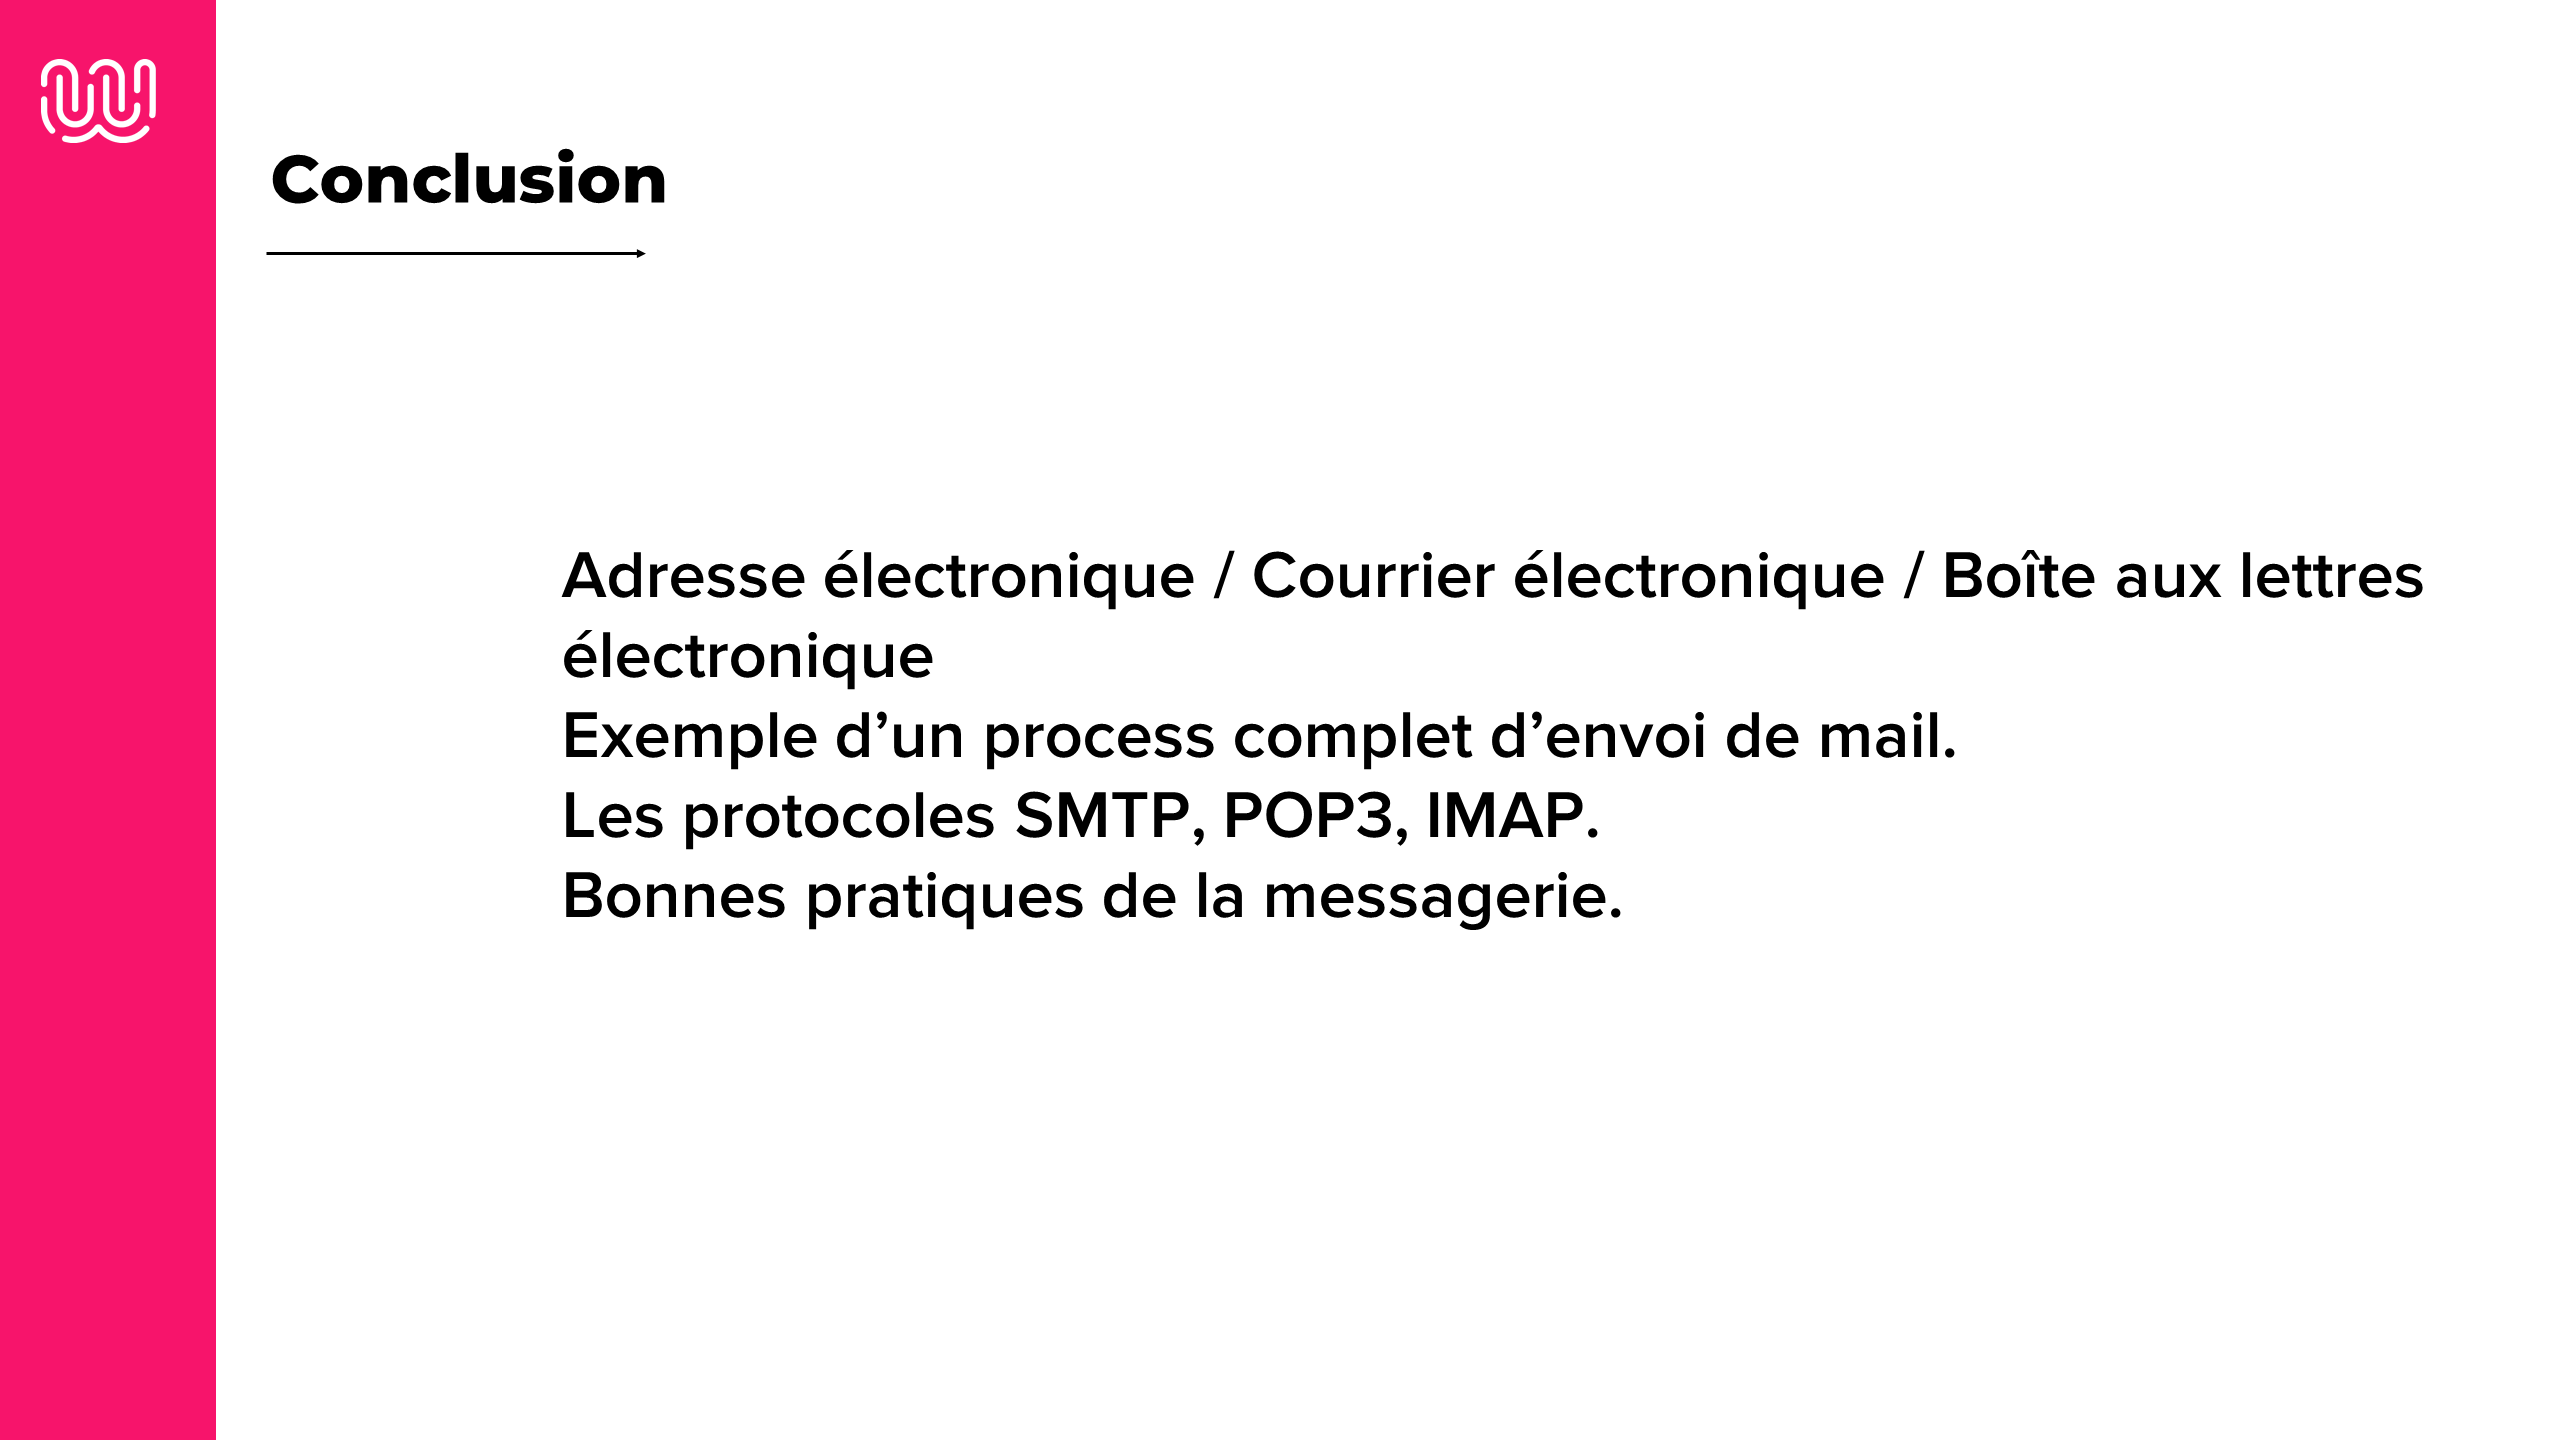 Conclusion
Adresse électronique / Courrier électronique / Boîte aux lettres
électronique
Exemple d’un process complet d’envoi de mail.
Les protocoles SMTP, POP3, IMAP.
Bonnes pratiques de la messagerie.